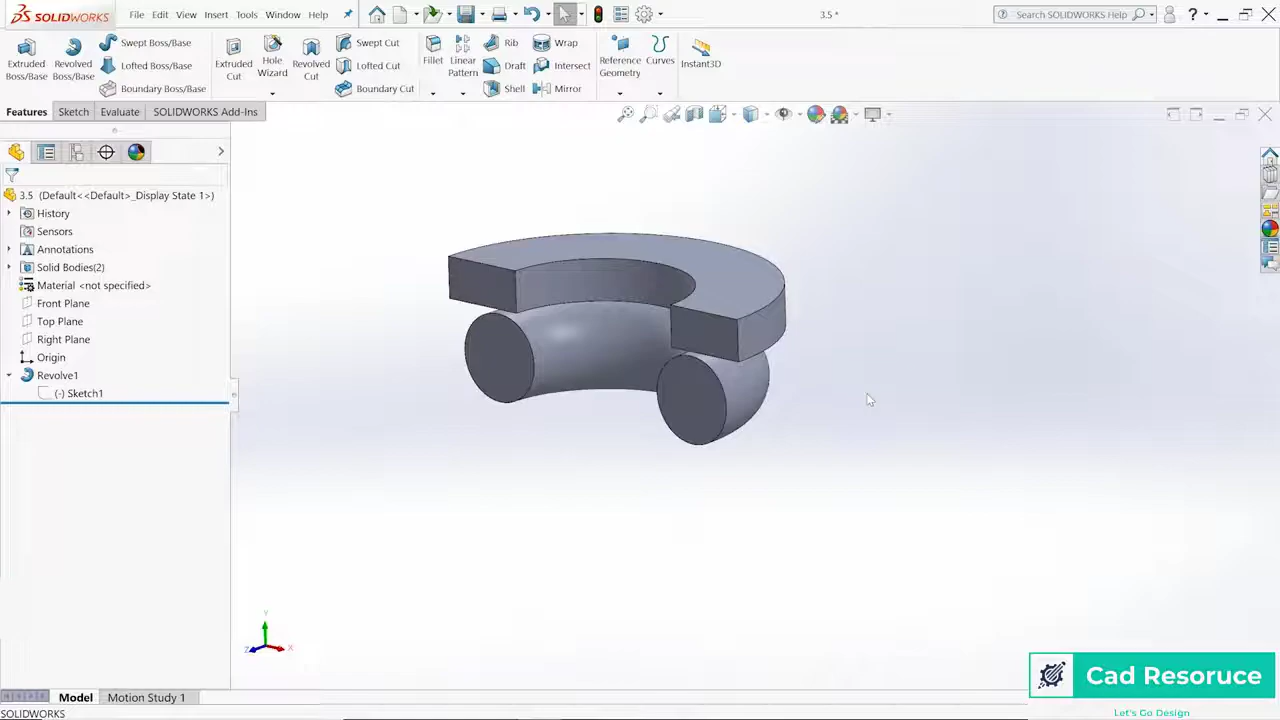 SOLIDWORKS
File Edit View Insert Tools Window Help
3.5 *
Search SOLIDWORKS Help
?
Extruded Boss/Base
Revolved Boss/Base
Swept Boss/Base
Lofted Boss/Base
Boundary Boss/Base
Extruded Cut
Hole Wizard
Revolved Cut
Swept Cut
Lofted Cut
Boundary Cut
Fillet
Linear Pattern
Rib
Draft
Shell
Wrap
Intersect
Mirror
Reference Geometry
Curves
Instant3D
Features Sketch Evaluate SOLIDWORKS Add-Ins
3.5 (Default<<Default>_Display State 1>)
History
Sensors
Annotations
Solid Bodies(2)
Material <not specified>
Front Plane
Top Plane
Right Plane
Origin
Revolve1
(-) Sketch1
Y
Z X
Model Motion Study 1
SOLIDWORKS
Cad Resoruce
Let's Go Design